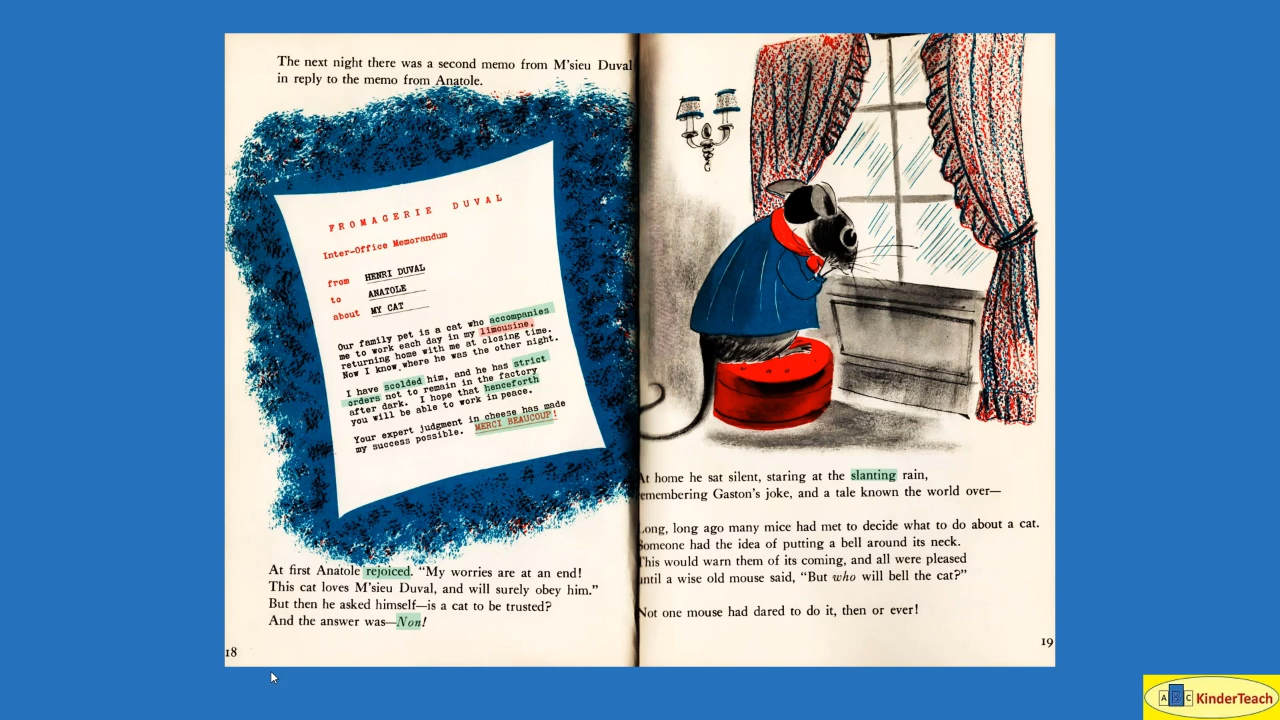 The next night there was a second memo from M'sieu Duval
in reply to the memo from Anatole.
FROMAGERIE DUVAL
Inter-Office Memorandum
from HENRI DUVAL
to ANATOLE
about MY CAT
Our family pet is a cat who accompanies
me to work each day in my limousine,
returning home with me at closing time.
Now I know where he was the other night.
I have scolded him, and he has strict
orders not to remain in the factory
after dark. I hope that henceforth
you will be able to work in peace.
Your expert judgment in cheese has made
my success possible. MERCI BEAUCOUP!
At first Anatole rejoiced. “My worries are at an end!
This cat loves M'sieu Duval, and will surely obey him.”
But then he asked himself—is a cat to be trusted?
And the answer was—Non!
18
At home he sat silent, staring at the slanting rain,
remembering Gaston's joke, and a tale known the world over—
Long, long ago many mice had met to decide what to do about a cat.
Someone had the idea of putting a bell around its neck.
This would warn them of its coming, and all were pleased
until a wise old mouse said, “But who will bell the cat?”
Not one mouse had dared to do it, then or ever!
19
ABC KinderTeach